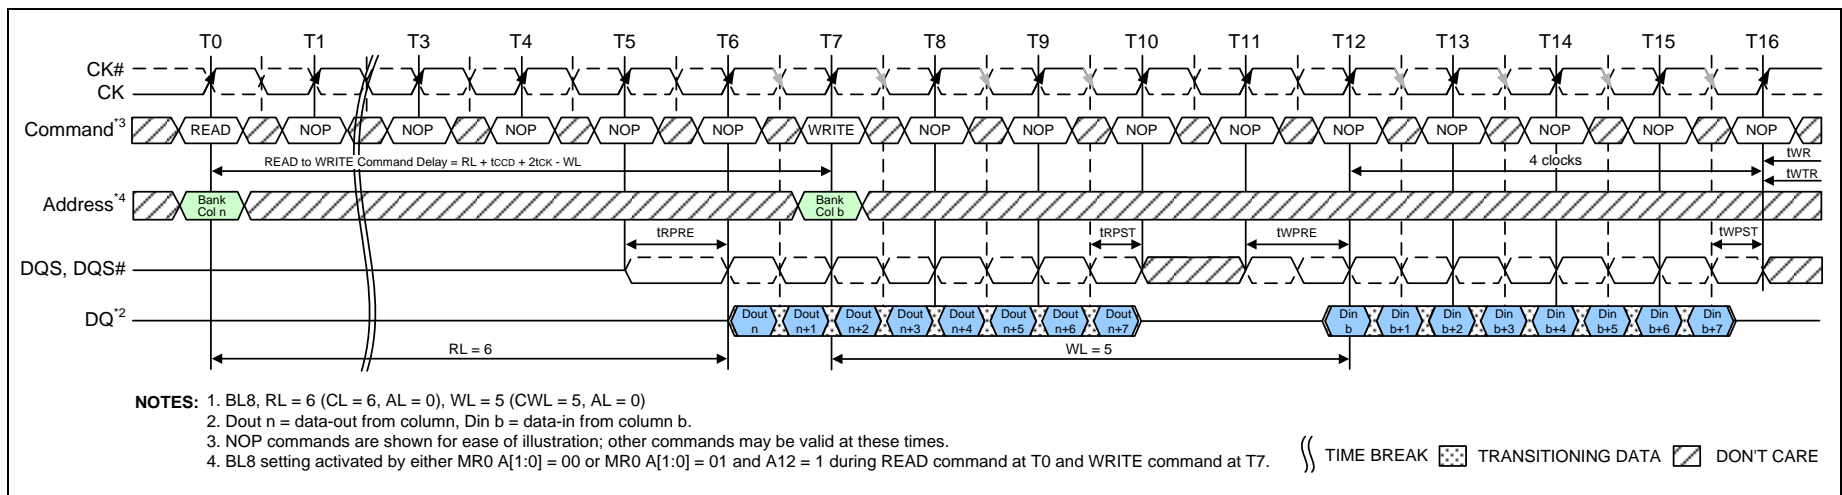 T0 T1 T3 T4 T5 T6 T7 T8 T9 T10 T11 T12 T13 T14 T15 T16
CK#
CK
Command*3 READ NOP NOP NOP NOP NOP WRITE NOP NOP NOP NOP NOP NOP NOP NOP NOP
READ to WRITE Command Delay = RL + tCCD + 2tCK - WL
4 clocks
tWR
tWTR
Address*4
Bank
Col n
Bank
Col b
tRPRE tRPST tWPRE tWPST
DQS, DQS#
DQ*2
Dout
n
Dout
n+1
Dout
n+2
Dout
n+3
Dout
n+4
Dout
n+5
Dout
n+6
Dout
n+7
Din
b
Din
b+1
Din
b+2
Din
b+3
Din
b+4
Din
b+5
Din
b+6
Din
b+7
RL = 6 WL = 5
NOTES: 1. BL8, RL = 6 (CL = 6, AL = 0), WL = 5 (CWL = 5, AL = 0)
2. Dout n = data-out from column, Din b = data-in from column b.
3. NOP commands are shown for ease of illustration; other commands may be valid at these times.
4. BL8 setting activated by either MR0 A[1:0] = 00 or MR0 A[1:0] = 01 and A12 = 1 during READ command at T0 and WRITE command at T7.
TIME BREAK TRANSITIONING DATA DON'T CARE